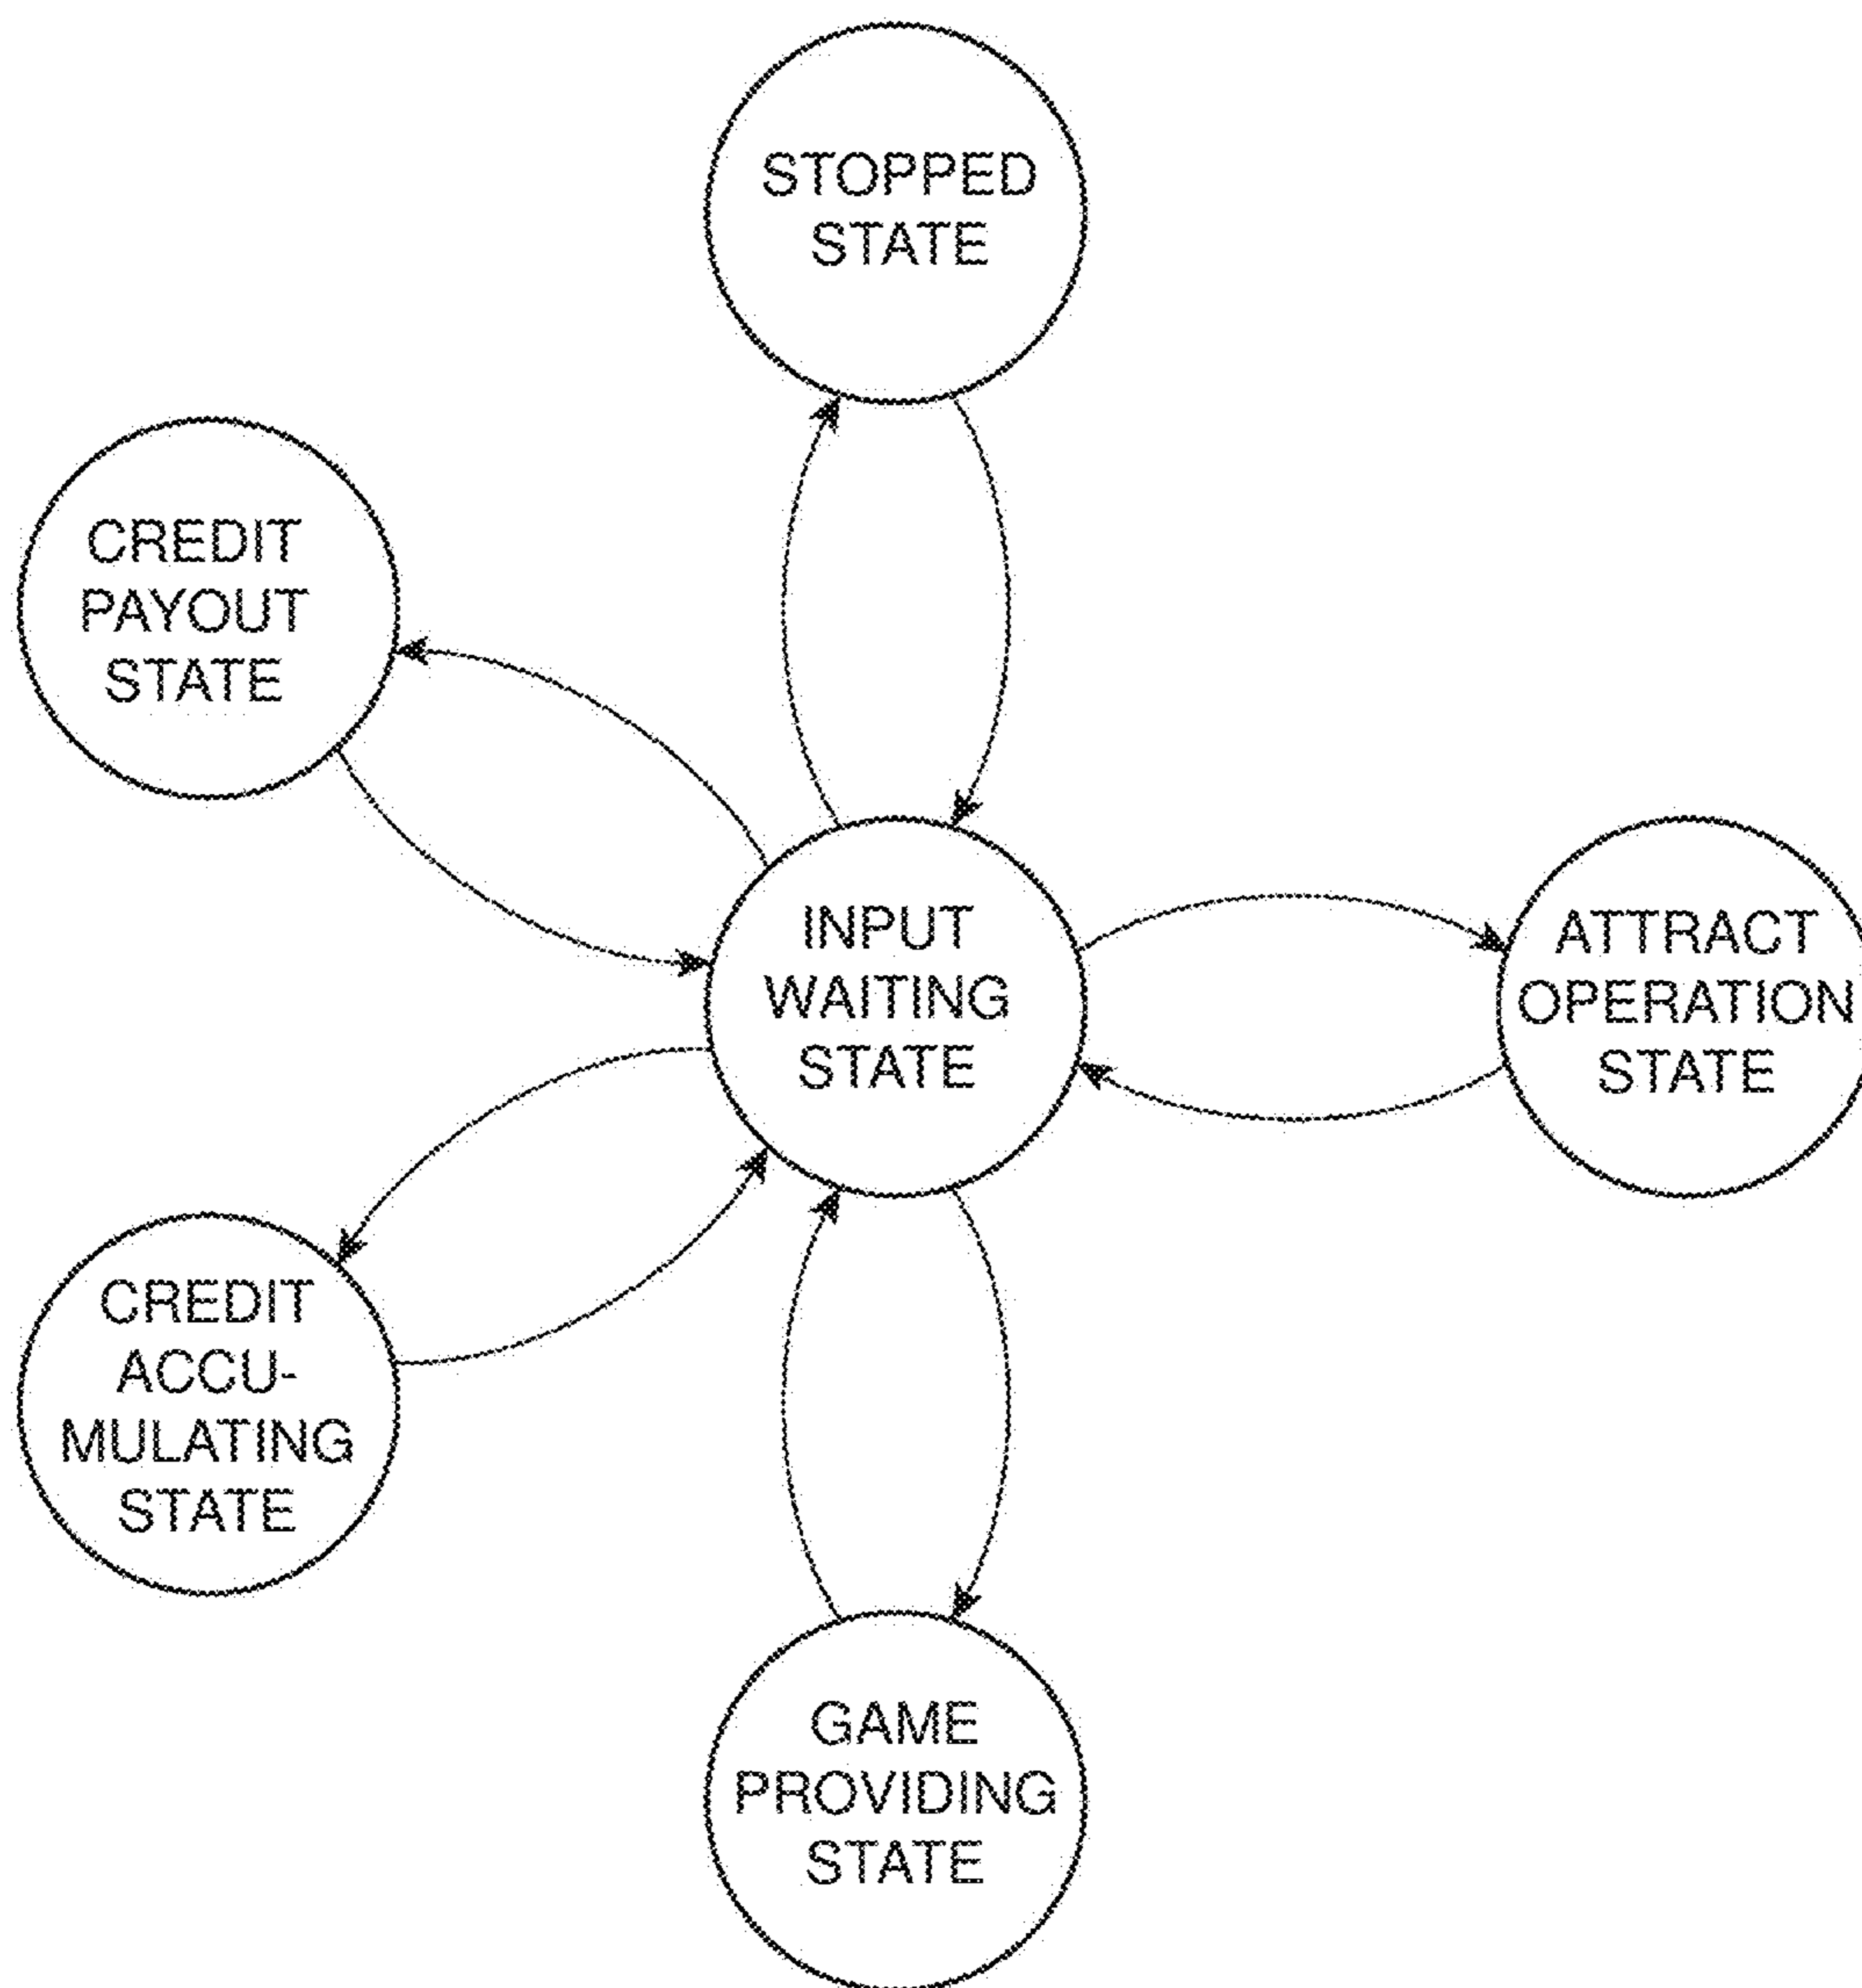 STOPPED
STATE
CREDIT
PAYOUT
STATE
INPUT
WAITING
STATE
ATTRACT
OPERATION
STATE
CREDIT
ACCU-
MULATING
STATE
GAME
PROVIDING
STATE